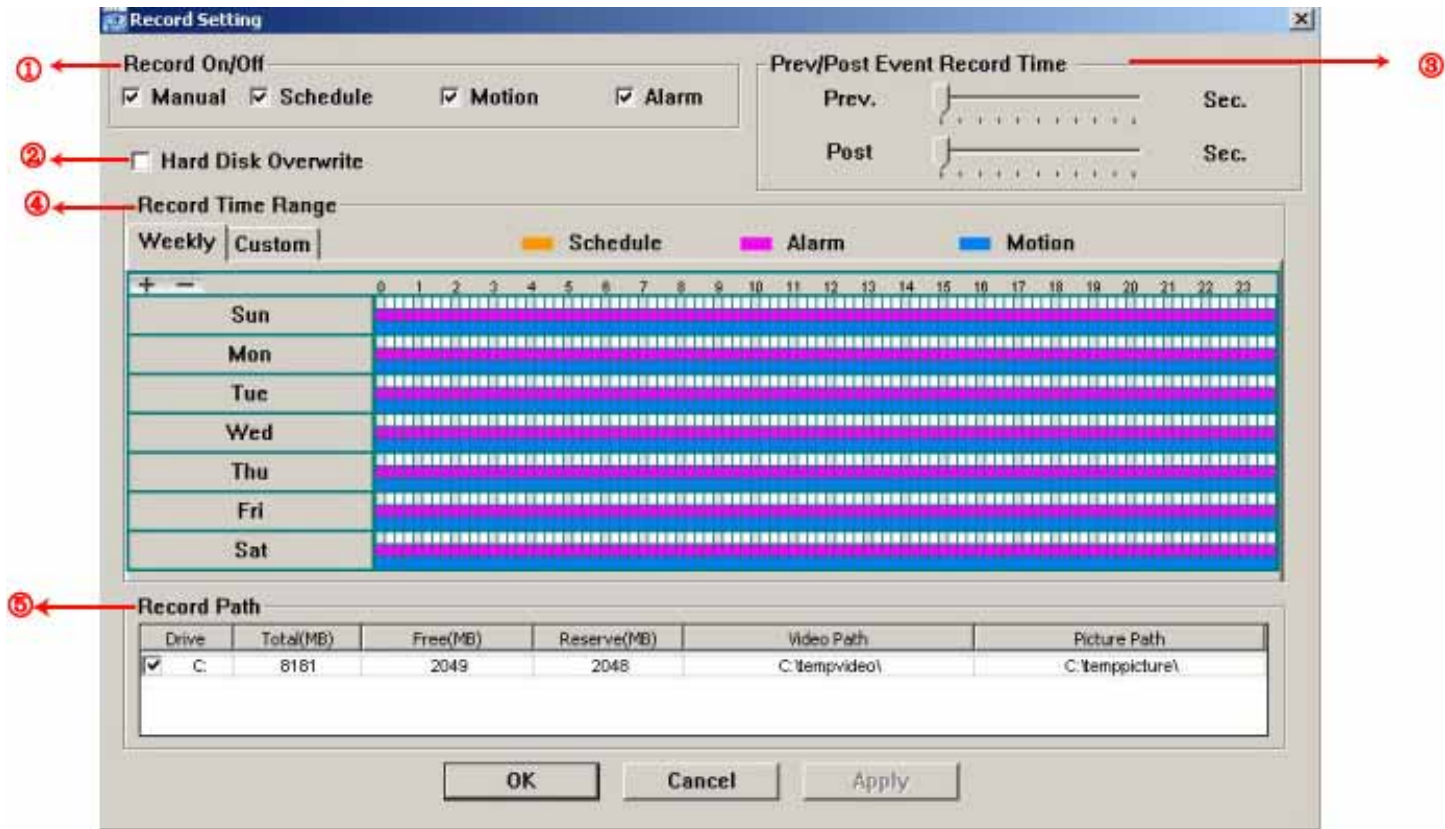 Record Setting
① Record On/Off
Manual Schedule Motion Alarm
Prev/Post Event Record Time ③
Prev. Sec.
Post Sec.
② Hard Disk Overwrite
④ Record Time Range
Weekly Custom Schedule Alarm Motion
+ − 0 1 2 3 4 5 6 7 8 9 10 11 12 13 14 15 16 17 18 19 20 21 22 23
Sun
Mon
Tue
Wed
Thu
Fri
Sat
⑤ Record Path
Drive Total(MB) Free(MB) Reserve(MB) Video Path Picture Path
C: 8181 2049 2048 C:\tempvideo\ C:\temppicture\
OK Cancel Apply